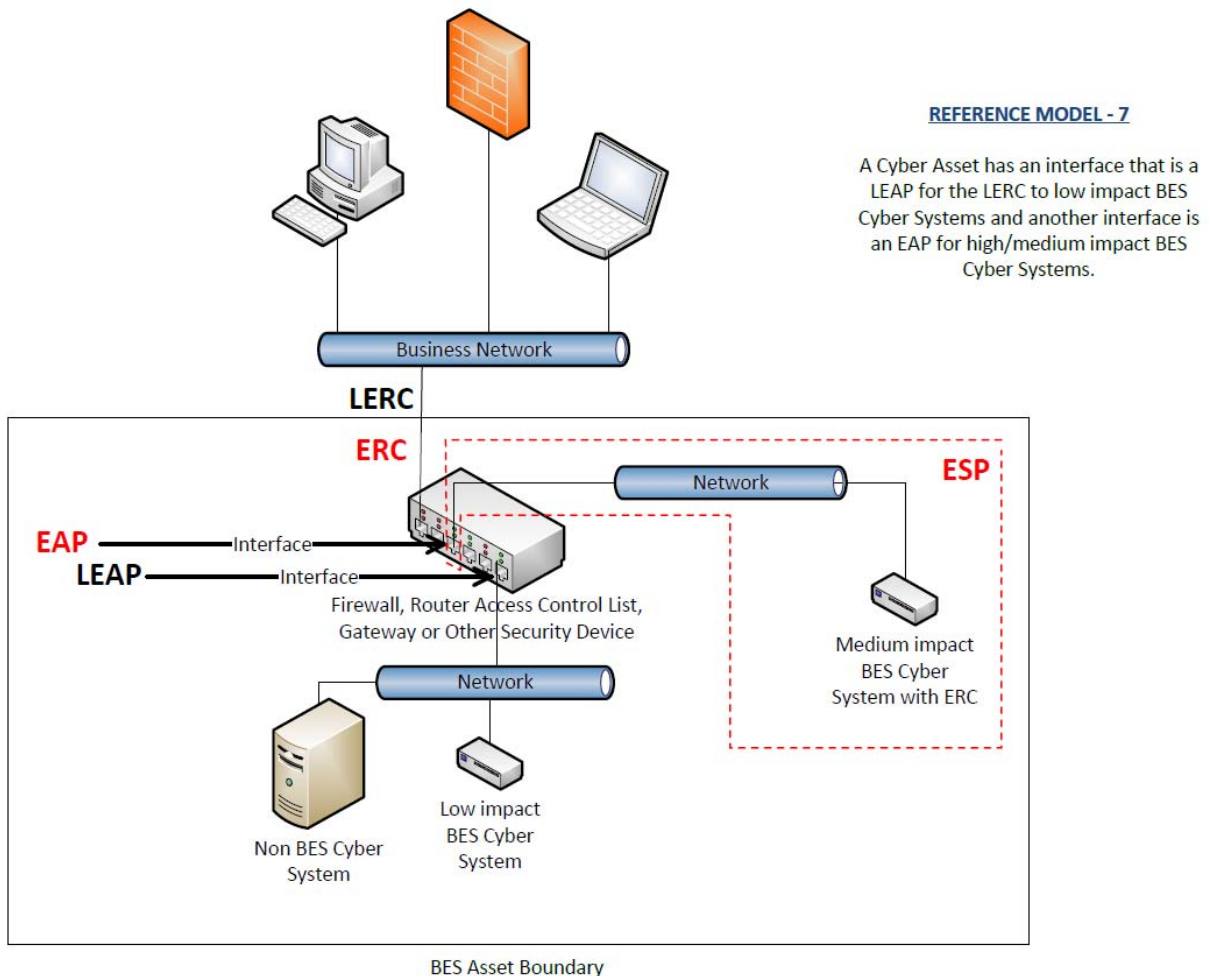 REFERENCE MODEL - 7
A Cyber Asset has an interface that is a
LEAP for the LERC to low impact BES
Cyber Systems and another interface is
an EAP for high/medium impact BES
Cyber Systems.
Business Network
LERC
ERC
ESP
Network
EAP
Interface
LEAP
Interface
Firewall, Router Access Control List,
Gateway or Other Security Device
Medium impact
BES Cyber
System with ERC
Network
Non BES Cyber
System
Low impact
BES Cyber
System
BES Asset Boundary